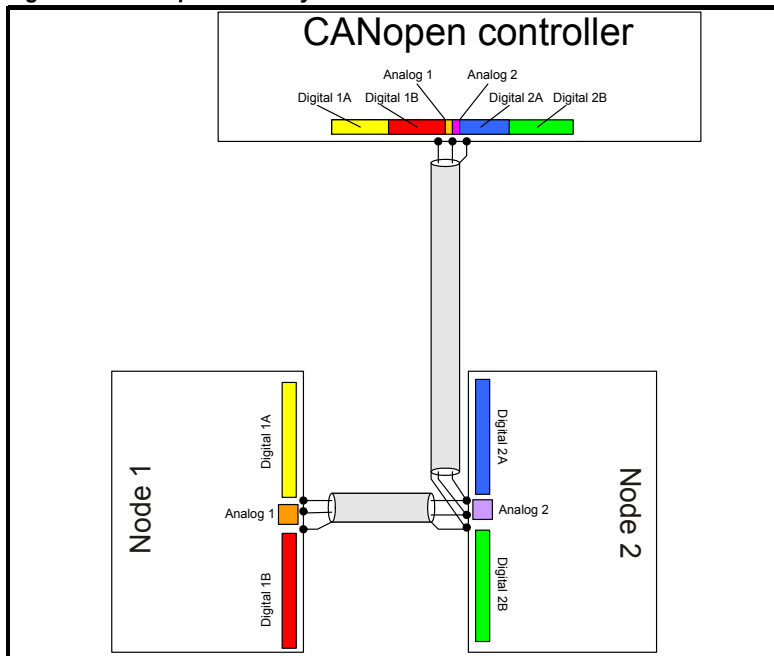 CANopen controller
Analog 1
Analog 2
Digital 1A
Digital 1B
Digital 2A
Digital 2B
Node 1
Digital 1A
Analog 1
Digital 1B
Digital 2A
Analog 2
Digital 2B
Node 2